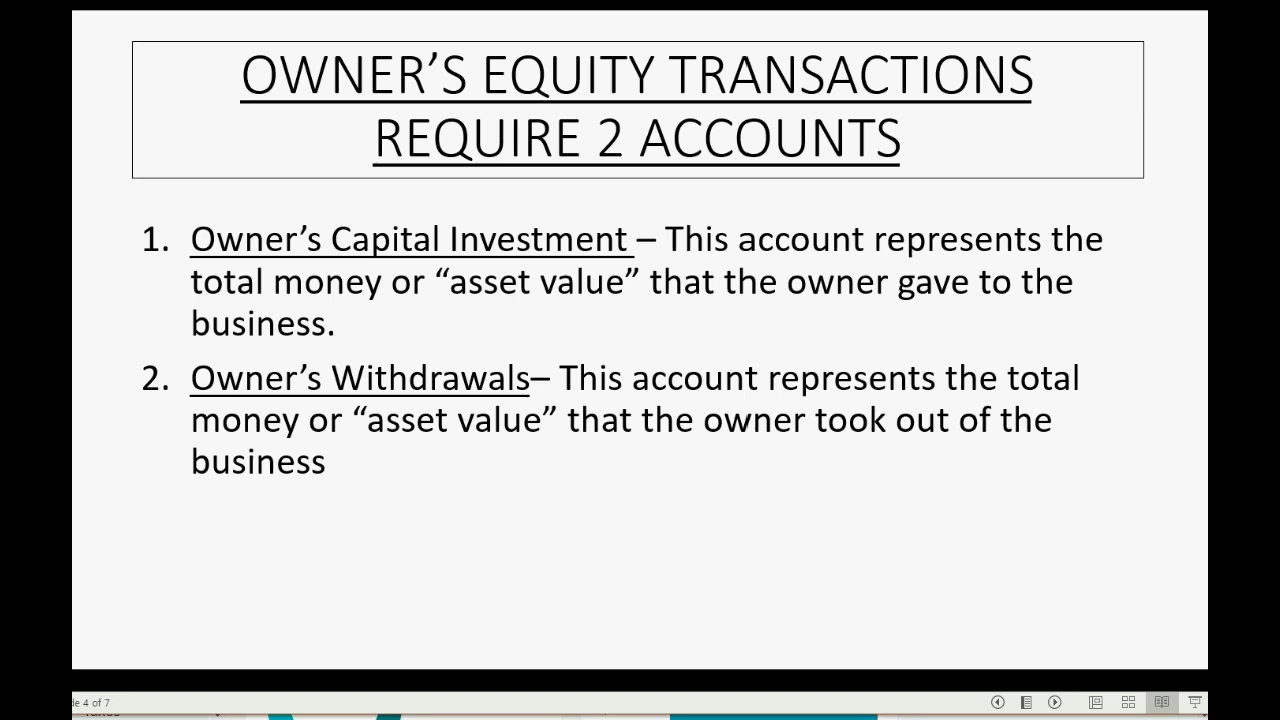 OWNER’S EQUITY TRANSACTIONS
REQUIRE 2 ACCOUNTS
1. Owner’s Capital Investment – This account represents the
total money or “asset value” that the owner gave to the
business.
2. Owner’s Withdrawals– This account represents the total
money or “asset value” that the owner took out of the
business
de 4 of 7